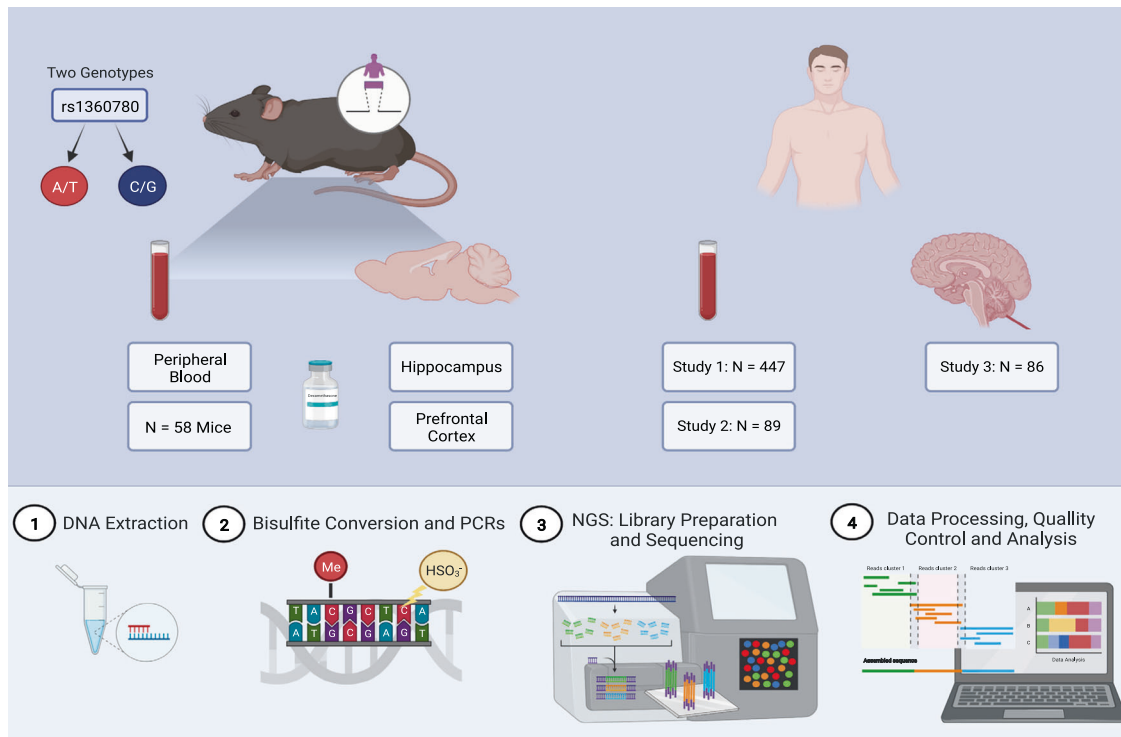 Two Genotypes
rs1360780
A/T
C/G
Peripheral
Blood
N = 58 Mice
Hippocampus
Prefrontal
Cortex
Study 1: N = 447
Study 2: N = 89
Study 3: N = 86
1
DNA Extraction
2
Bisulfite Conversion and PCRs
Me
HSO₃⁻
T A C G C T C A
A T G C G A G T
3
NGS: Library Preparation
and Sequencing
4
Data Processing, Quallity
Control and Analysis
Reads cluster 1
Reads cluster 2
Reads cluster 3
Assembled sequence
A
B
C
Data Analysis